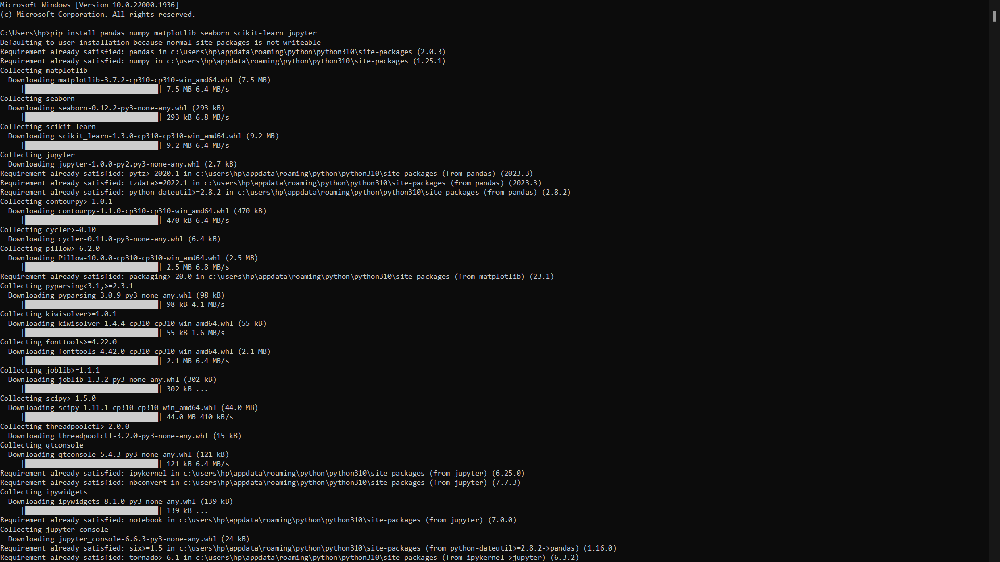 Microsoft Windows [Version 10.0.22000.1936]
(c) Microsoft Corporation. All rights reserved.
C:\Users\hp>pip install pandas numpy matplotlib seaborn scikit-learn jupyter
Defaulting to user installation because normal site-packages is not writeable
Requirement already satisfied: pandas in c:\users\hp\appdata\roaming\python\python310\site-packages (2.0.3)
Requirement already satisfied: numpy in c:\users\hp\appdata\roaming\python\python310\site-packages (1.25.1)
Collecting matplotlib
  Downloading matplotlib-3.7.2-cp310-cp310-win_amd64.whl (7.5 MB)
     |████████████████████████████████| 7.5 MB 6.4 MB/s
Collecting seaborn
  Downloading seaborn-0.12.2-py3-none-any.whl (293 kB)
     |████████████████████████████████| 293 kB 6.8 MB/s
Collecting scikit-learn
  Downloading scikit_learn-1.3.0-cp310-cp310-win_amd64.whl (9.2 MB)
     |████████████████████████████████| 9.2 MB 6.4 MB/s
Collecting jupyter
  Downloading jupyter-1.0.0-py2.py3-none-any.whl (2.7 kB)
Requirement already satisfied: pytz>=2020.1 in c:\users\hp\appdata\roaming\python\python310\site-packages (from pandas) (2023.3)
Requirement already satisfied: tzdata>=2022.1 in c:\users\hp\appdata\roaming\python\python310\site-packages (from pandas) (2023.3)
Requirement already satisfied: python-dateutil>=2.8.2 in c:\users\hp\appdata\roaming\python\python310\site-packages (from pandas) (2.8.2)
Collecting contourpy>=1.0.1
  Downloading contourpy-1.1.0-cp310-cp310-win_amd64.whl (470 kB)
     |████████████████████████████████| 470 kB 6.4 MB/s
Collecting cycler>=0.10
  Downloading cycler-0.11.0-py3-none-any.whl (6.4 kB)
Collecting pillow>=6.2.0
  Downloading Pillow-10.0.0-cp310-cp310-win_amd64.whl (2.5 MB)
     |████████████████████████████████| 2.5 MB 6.8 MB/s
Requirement already satisfied: packaging>=20.0 in c:\users\hp\appdata\roaming\python\python310\site-packages (from matplotlib) (23.1)
Collecting pyparsing<3.1,>=2.3.1
  Downloading pyparsing-3.0.9-py3-none-any.whl (98 kB)
     |████████████████████████████████| 98 kB 4.1 MB/s
Collecting kiwisolver>=1.0.1
  Downloading kiwisolver-1.4.4-cp310-cp310-win_amd64.whl (55 kB)
     |████████████████████████████████| 55 kB 1.6 MB/s
Collecting fonttools>=4.22.0
  Downloading fonttools-4.42.0-cp310-cp310-win_amd64.whl (2.1 MB)
     |████████████████████████████████| 2.1 MB 6.4 MB/s
Collecting joblib>=1.1.1
  Downloading joblib-1.3.2-py3-none-any.whl (302 kB)
     |████████████████████████████████| 302 kB ...
Collecting scipy>=1.5.0
  Downloading scipy-1.11.1-cp310-cp310-win_amd64.whl (44.0 MB)
     |████████████████████████████████| 44.0 MB 410 kB/s
Collecting threadpoolctl>=2.0.0
  Downloading threadpoolctl-3.2.0-py3-none-any.whl (15 kB)
Collecting qtconsole
  Downloading qtconsole-5.4.3-py3-none-any.whl (121 kB)
     |████████████████████████████████| 121 kB 6.4 MB/s
Requirement already satisfied: ipykernel in c:\users\hp\appdata\roaming\python\python310\site-packages (from jupyter) (6.25.0)
Requirement already satisfied: nbconvert in c:\users\hp\appdata\roaming\python\python310\site-packages (from jupyter) (7.7.3)
Collecting ipywidgets
  Downloading ipywidgets-8.1.0-py3-none-any.whl (139 kB)
     |████████████████████████████████| 139 kB ...
Requirement already satisfied: notebook in c:\users\hp\appdata\roaming\python\python310\site-packages (from jupyter) (7.0.0)
Collecting jupyter-console
  Downloading jupyter_console-6.6.3-py3-none-any.whl (24 kB)
Requirement already satisfied: six>=1.5 in c:\users\hp\appdata\roaming\python\python310\site-packages (from python-dateutil>=2.8.2->pandas) (1.16.0)
Requirement already satisfied: tornado>=6.1 in c:\users\hp\appdata\roaming\python\python310\site-packages (from ipykernel->jupyter) (6.3.2)